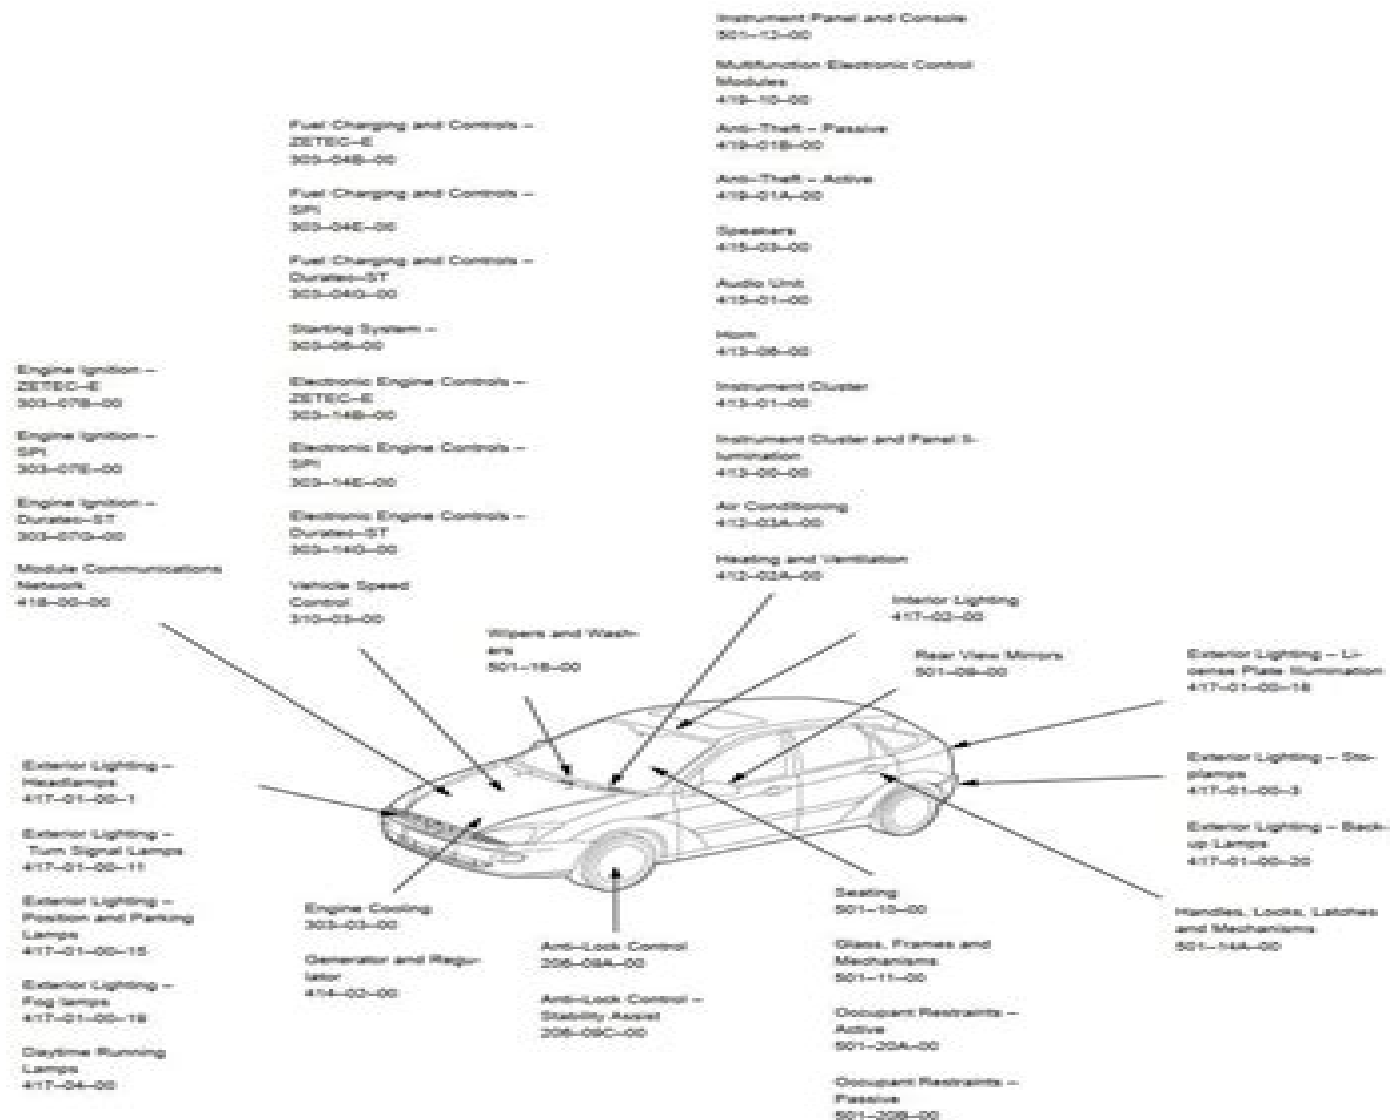 Instrument Panel and Console
501–12–00
Multifunction Electronic Control
Modules
419–10–00
Anti–Theft – Passive
419–01B–00
Anti–Theft – Active
419–01A–00
Speakers
415–03–00
Audio Unit
415–01–00
Horn
413–06–00
Instrument Cluster
413–01–00
Instrument Cluster and Panel Il–
lumination
413–00–00
Air Conditioning
412–03A–00
Heating and Ventilation
412–02A–00
Fuel Charging and Controls –
ZETEC–E
303–04B–00
Fuel Charging and Controls –
SPI
303–04E–00
Fuel Charging and Controls –
Duratec–ST
303–04G–00
Starting System –
303–06–00
Electronic Engine Controls –
ZETEC–E
303–14B–00
Electronic Engine Controls –
SPI
303–14E–00
Electronic Engine Controls –
Duratec–ST
303–14G–00
Vehicle Speed
Control
310–03–00
Engine Ignition –
ZETEC–E
303–07B–00
Engine Ignition –
SPI
303–07E–00
Engine Ignition –
Duratec–ST
303–07G–00
Module Communications
Network
418–00–00
Wipers and Wash–
ers
501–16–00
Interior Lighting
417–02–00
Rear View Mirrors
501–09–00
Exterior Lighting – Li–
cense Plate Illumination
417–01–00–18
Exterior Lighting – Sto–
plamps
417–01–00–3
Exterior Lighting – Back–
up Lamps
417–01–00–20
Handles, Locks, Latches
and Mechanisms
501–14A–00
Exterior Lighting –
Headlamps
417–01–00–1
Exterior Lighting –
Turn Signal Lamps
417–01–00–11
Exterior Lighting –
Position and Parking
Lamps
417–01–00–15
Exterior Lighting –
Fog lamps
417–01–00–19
Daytime Running
Lamps
417–04–00
Engine Cooling
303–03–00
Generator and Regu–
lator
414–02–00
Anti–Lock Control
206–09A–00
Anti–Lock Control –
Stability Assist
206–09C–00
Seating
501–10–00
Glass, Frames and
Mechanisms
501–11–00
Occupant Restraints –
Active
501–20A–00
Occupant Restraints –
Passive
501–20B–00